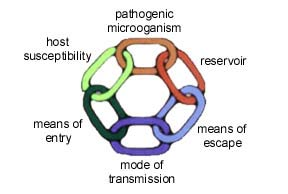 pathogenic
microoganism
host
susceptibility
reservoir
means of
entry
means of
escape
mode of
transmission